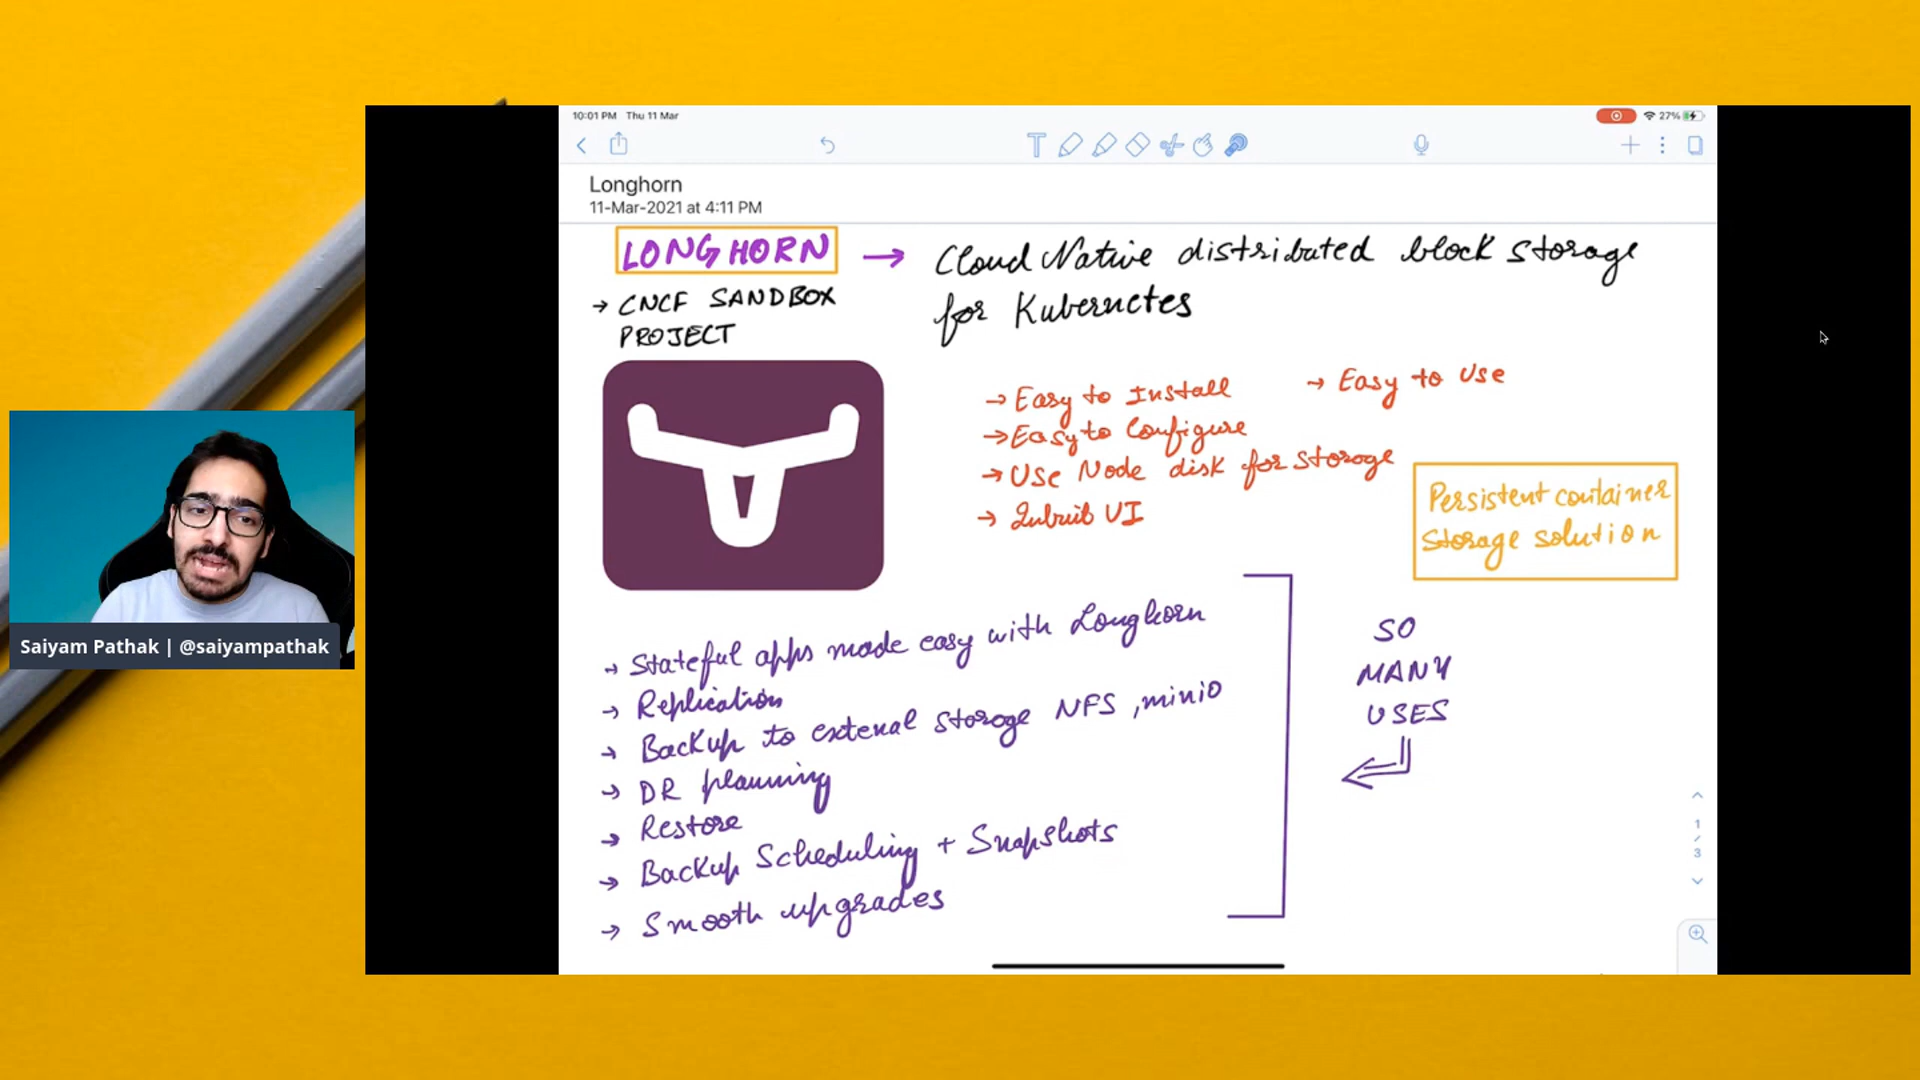 10:01 PM Thu 11 Mar
27%
Longhorn
11-Mar-2021 at 4:11 PM
LONGHORN → Cloud Native distributed block storage
for Kubernetes
→ CNCF SANDBOX
PROJECT
→ Easy to Install → Easy to Use
→ Easy to Configure
→ Use Node disk for storage
→ UI
Persistent container
storage solution
→ Stateful apps made easy with Longhorn
→ Replication
→ Backup to extenal storage NFS, minio
→ DR planning
→ Restore
→ Backup Scheduling + Snapshots
→ Smooth upgrades
SO
MANY
USES
1
/
3
Saiyam Pathak | @saiyampathak